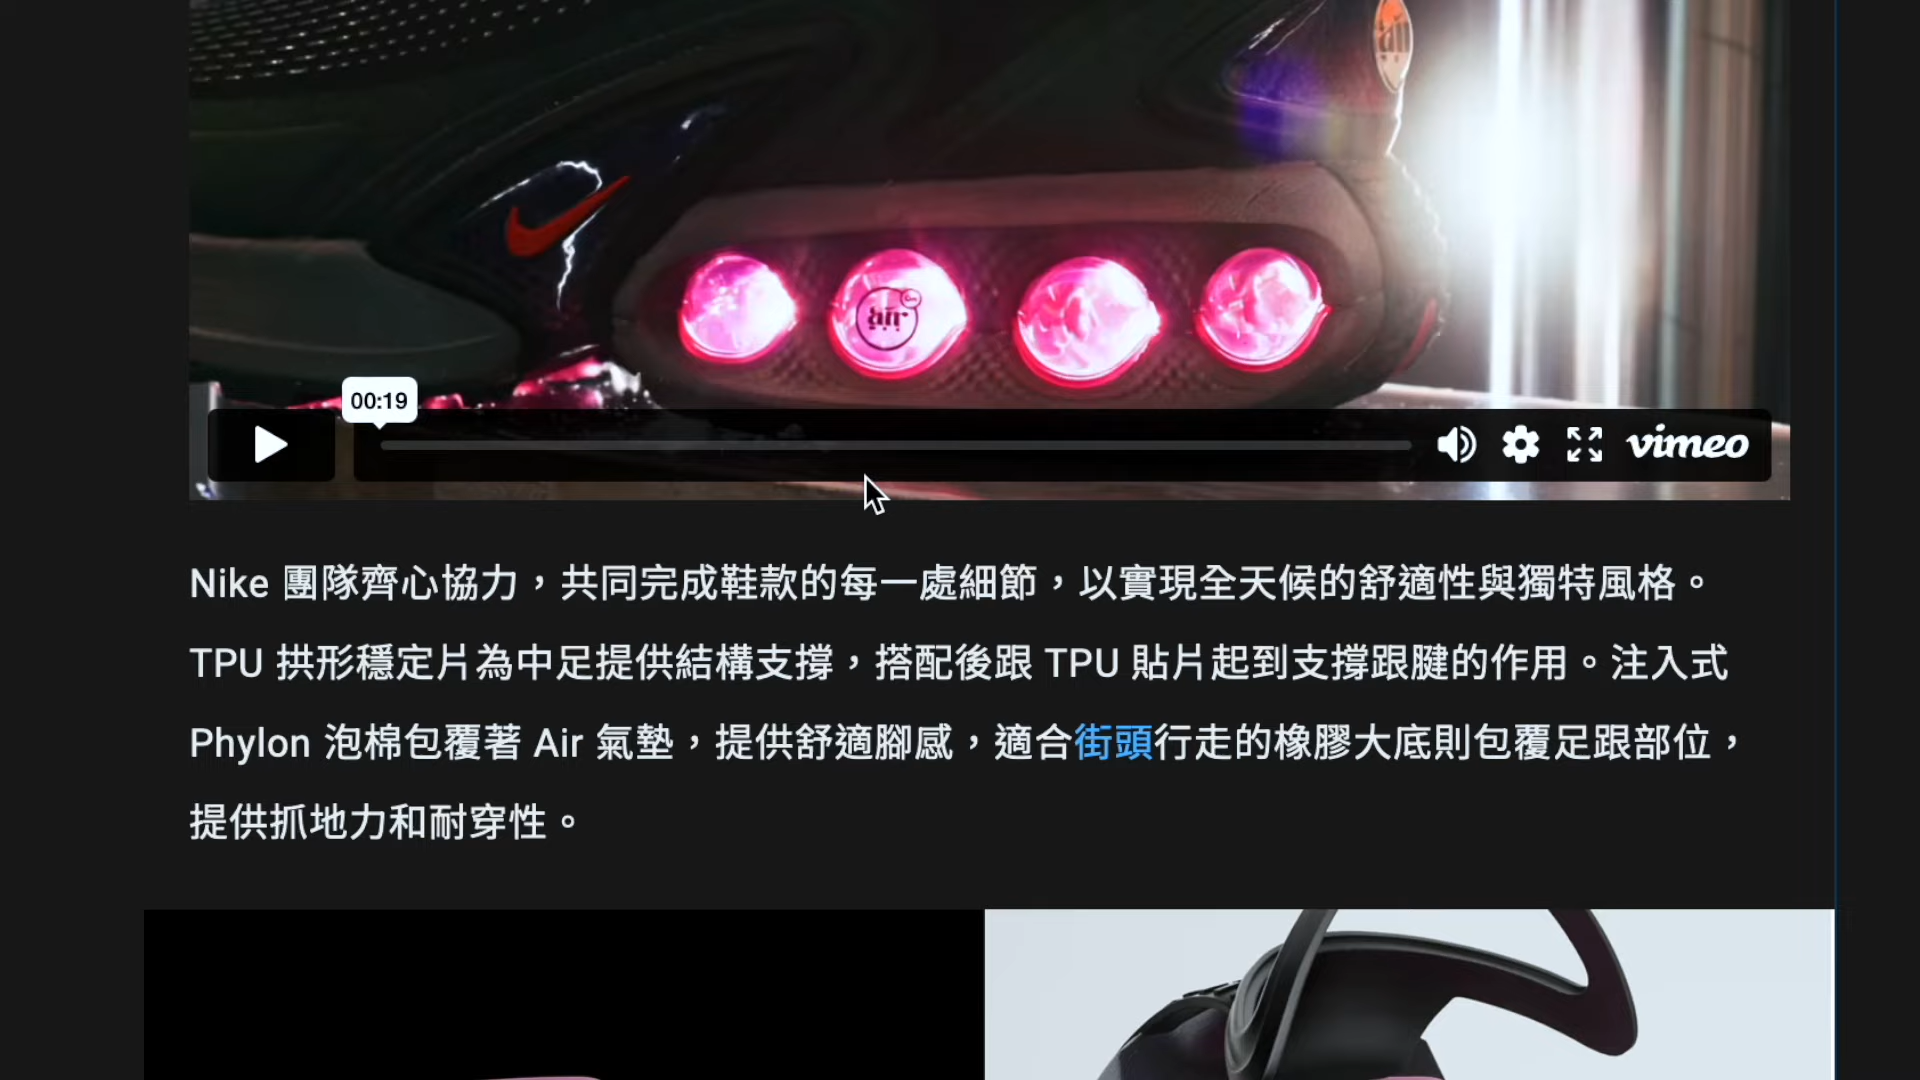 air
00:19
vimeo
Nike 團隊齊心協力，共同完成鞋款的每一處細節，以實現全天候的舒適性與獨特風格。
TPU 拱形穩定片為中足提供結構支撐，搭配後跟 TPU 貼片起到支撐跟腱的作用。注入式
Phylon 泡棉包覆著 Air 氣墊，提供舒適腳感，適合街頭行走的橡膠大底則包覆足跟部位，
提供抓地力和耐穿性。